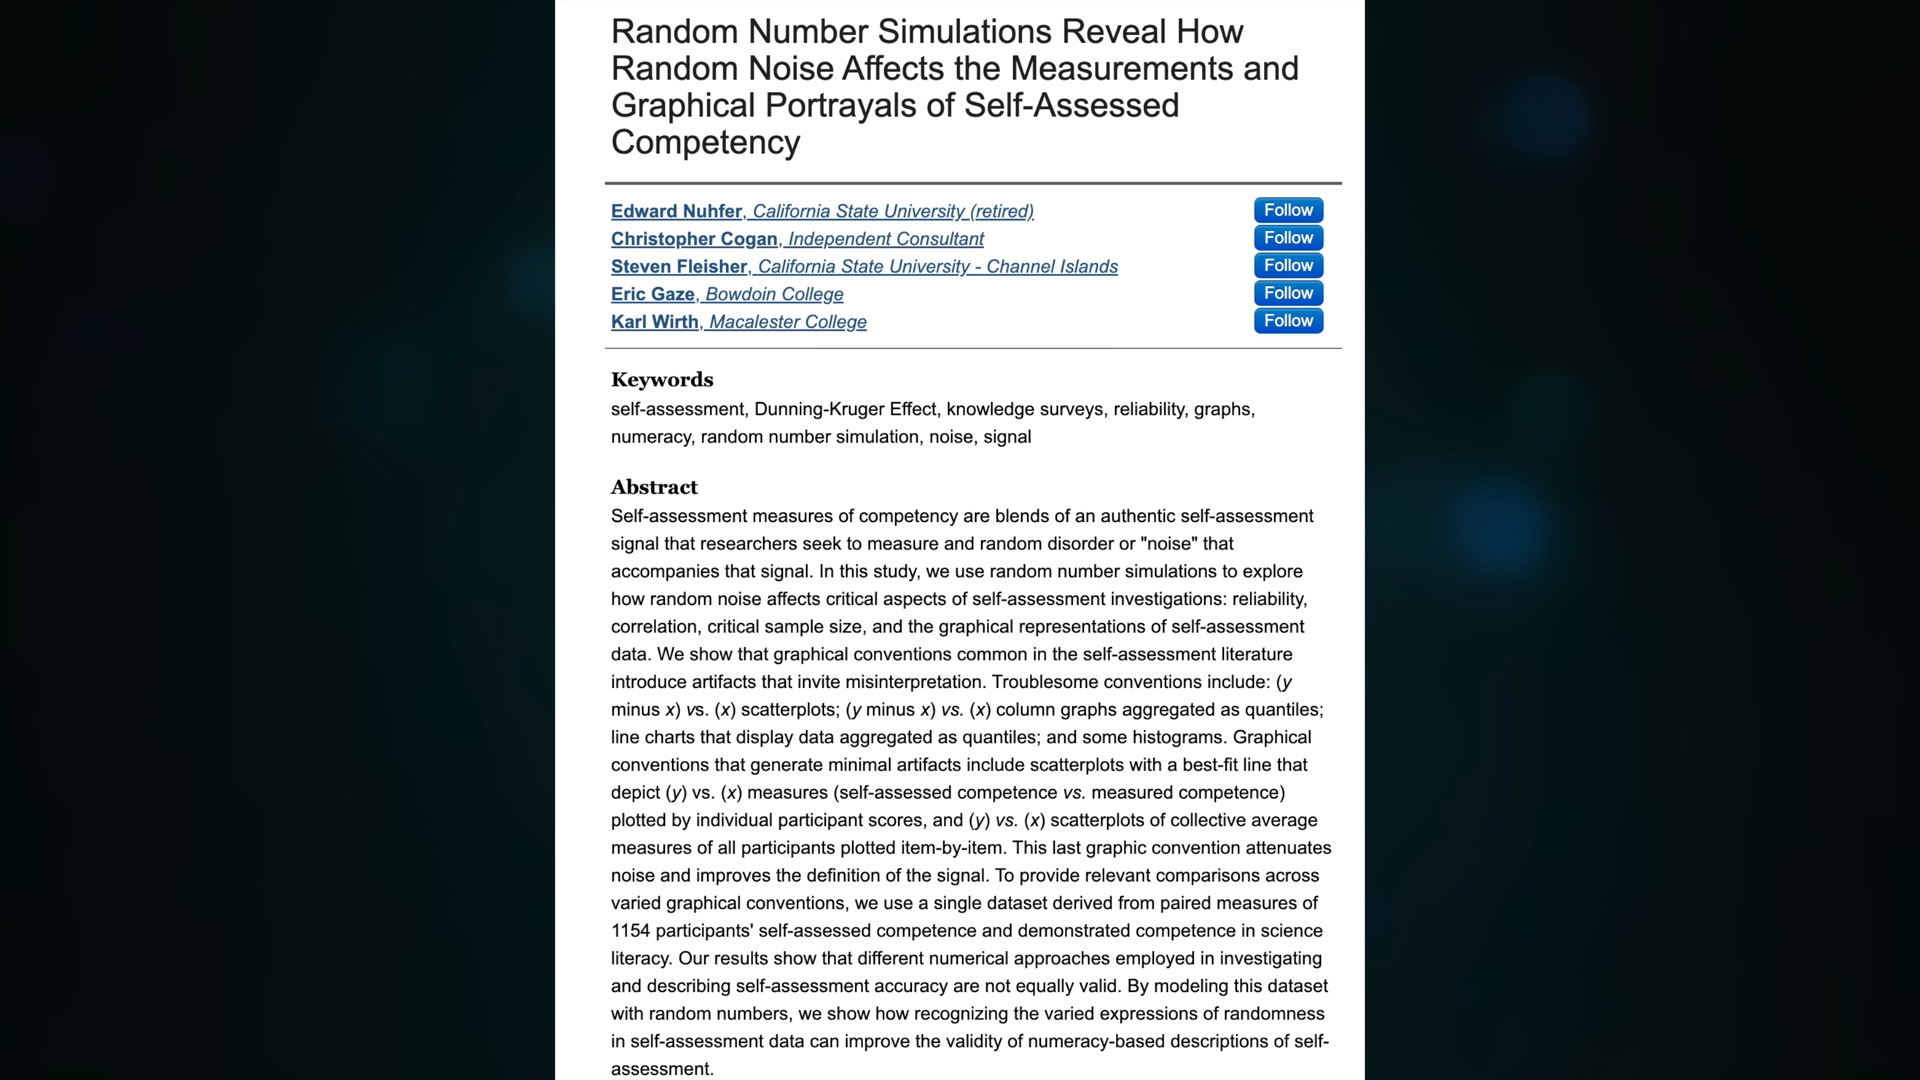 Random Number Simulations Reveal How
Random Noise Affects the Measurements and
Graphical Portrayals of Self-Assessed
Competency
Edward Nuhfer, California State University (retired) Follow
Christopher Cogan, Independent Consultant Follow
Steven Fleisher, California State University - Channel Islands Follow
Eric Gaze, Bowdoin College Follow
Karl Wirth, Macalester College Follow
Keywords
self-assessment, Dunning-Kruger Effect, knowledge surveys, reliability, graphs,
numeracy, random number simulation, noise, signal
Abstract
Self-assessment measures of competency are blends of an authentic self-assessment
signal that researchers seek to measure and random disorder or "noise" that
accompanies that signal. In this study, we use random number simulations to explore
how random noise affects critical aspects of self-assessment investigations: reliability,
correlation, critical sample size, and the graphical representations of self-assessment
data. We show that graphical conventions common in the self-assessment literature
introduce artifacts that invite misinterpretation. Troublesome conventions include: (y
minus x) vs. (x) scatterplots; (y minus x) vs. (x) column graphs aggregated as quantiles;
line charts that display data aggregated as quantiles; and some histograms. Graphical
conventions that generate minimal artifacts include scatterplots with a best-fit line that
depict (y) vs. (x) measures (self-assessed competence vs. measured competence)
plotted by individual participant scores, and (y) vs. (x) scatterplots of collective average
measures of all participants plotted item-by-item. This last graphic convention attenuates
noise and improves the definition of the signal. To provide relevant comparisons across
varied graphical conventions, we use a single dataset derived from paired measures of
1154 participants' self-assessed competence and demonstrated competence in science
literacy. Our results show that different numerical approaches employed in investigating
and describing self-assessment accuracy are not equally valid. By modeling this dataset
with random numbers, we show how recognizing the varied expressions of randomness
in self-assessment data can improve the validity of numeracy-based descriptions of self-
assessment.